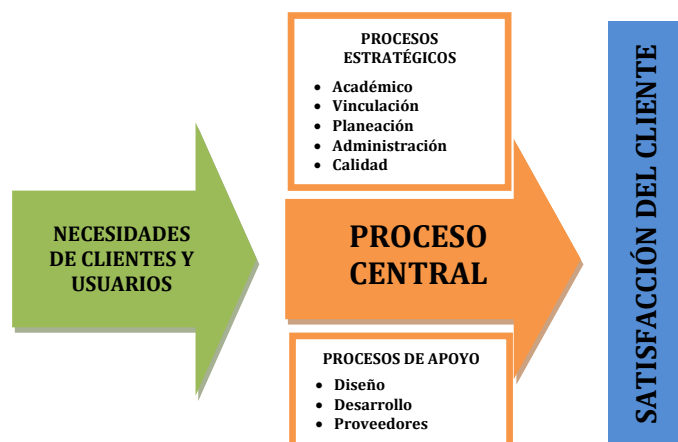 NECESIDADES
DE CLIENTES Y
USUARIOS
PROCESOS
ESTRATÉGICOS
• Académico
• Vinculación
• Planeación
• Administración
• Calidad
PROCESO
CENTRAL
PROCESOS DE APOYO
• Diseño
• Desarrollo
• Proveedores
SATISFACCIÓN DEL CLIENTE